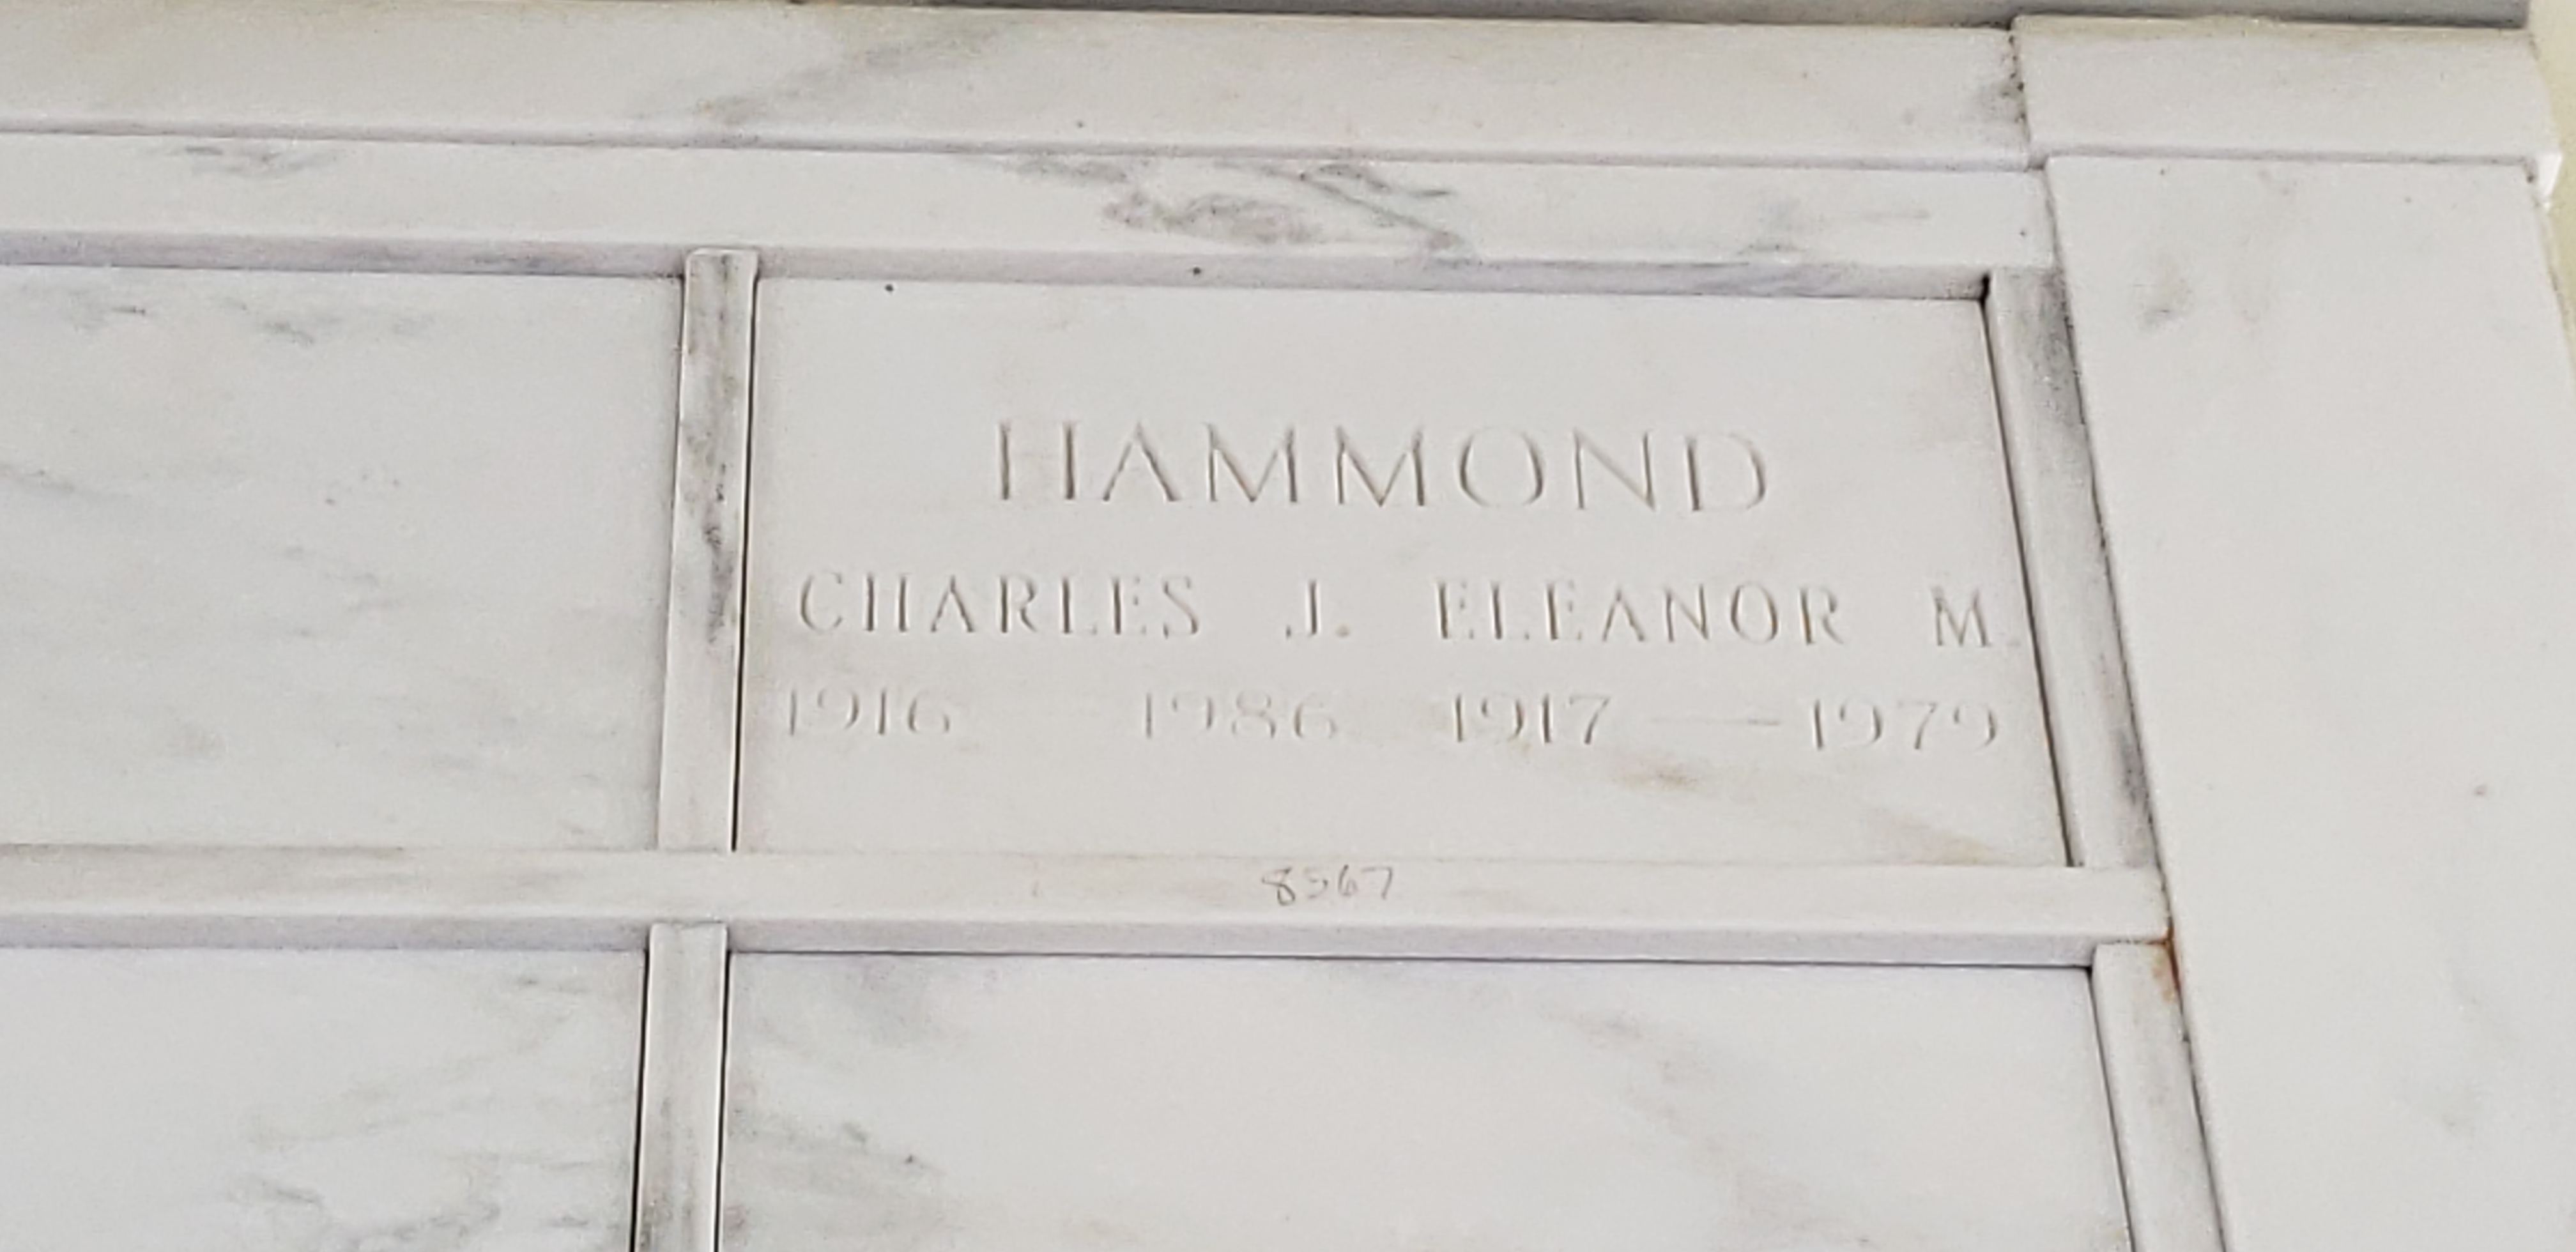 HAMMOND
CHARLES J. ELEANOR M.
1916 — 1986 1917 — 1979
8567